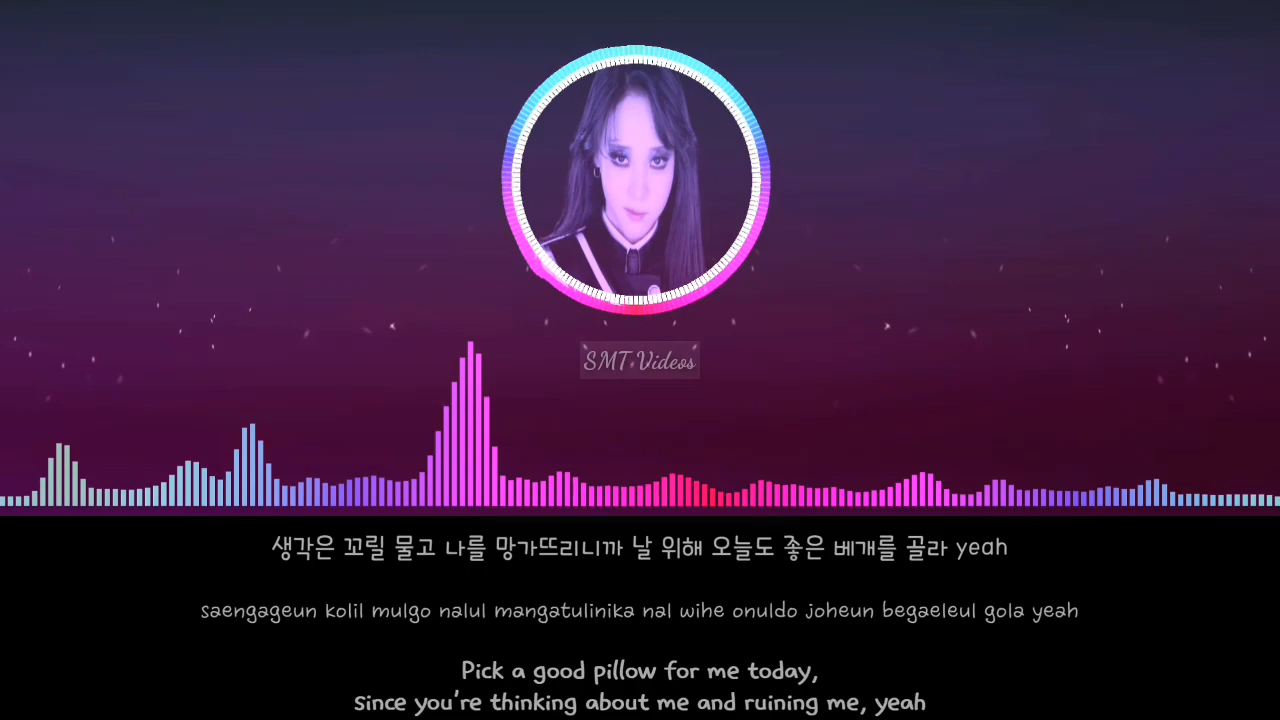 SMT Videos
생각은 꼬릴 물고 나를 망가뜨리니까 날 위해 오늘도 좋은 베개를 골라 yeah
saengageun kolil mulgo nalul mangatulinika nal wihe onuldo joheun begaeleul gola yeah
Pick a good pillow for me today,
since you're thinking about me and ruining me, yeah